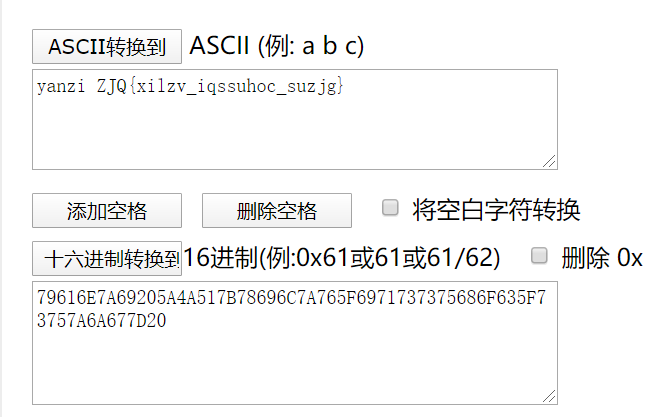 ASCII转换到 ASCII (例: a b c)
yanzi ZJQ{xilzv_iqssuhoc_suzjg}
添加空格 删除空格 将空白字符转换
十六进制转换到 16进制(例:0x61或61或61/62) 删除 0x
79616E7A69205A4A517B78696C7A765F6971737375686F635F7
3757A6A677D20